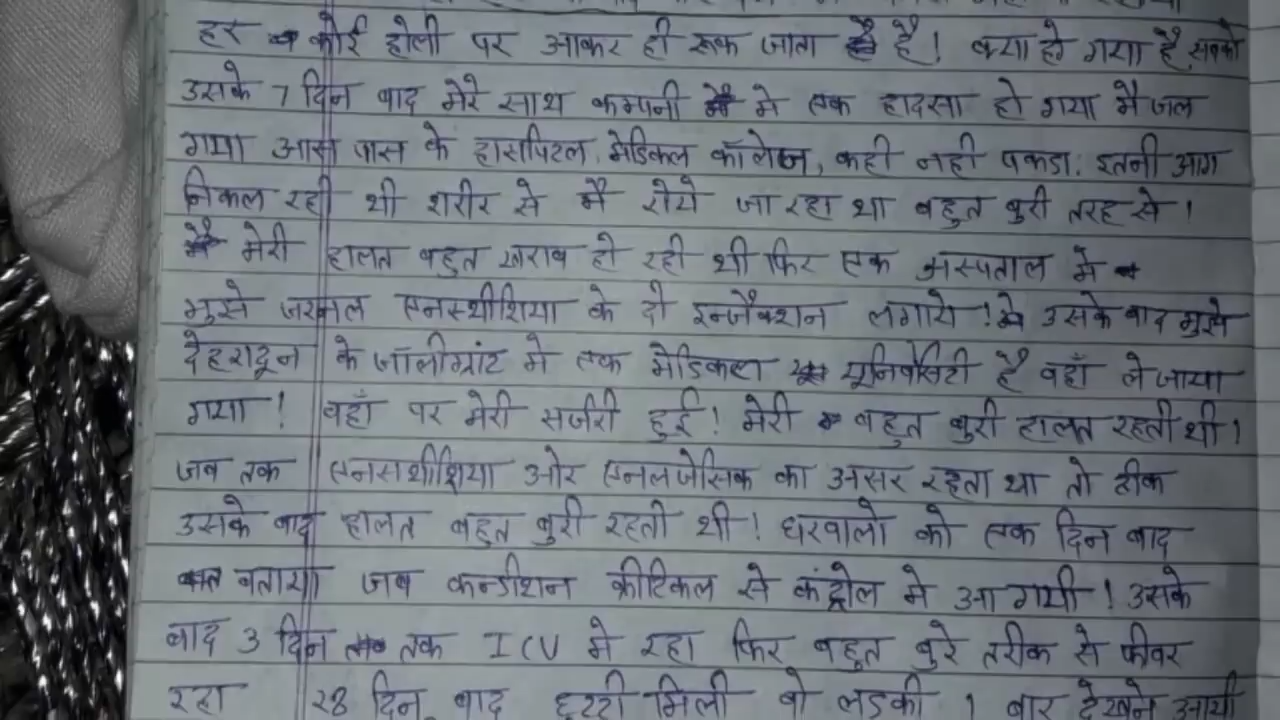 हर कोई होली पर आकर ही रूक जाता है! क्या हो गया है सबको
उसके 7 दिन बाद मेरे साथ कम्पनी मे एक हादसा हो गया मै जल
गया आस पास के हासपिटल, मेडिकल कॉलेज, कही नही पकडा. इतनी आग
निकल रही थी शरीर से मै रोये जा रहा था बहुत बुरी तरह से।
मेरी हालत बहुत खराब हो रही थी फिर एक अस्पताल मे
मुझे जरनल एनस्थीशिया के दो इन्जैक्शन लगाये! उसके बाद मुझे
देहरादून के जॉलीग्रांट मे एक मेडिकल यूनिवर्सिटी है वहाँ ले जाया
गया! वहाँ पर मेरी सर्जरी हुई! मेरी बहुत बुरी हालत रहती थी!
जब तक एनसथीशिया ओर एनलजेसिक का असर रहता था तो ठीक
उसके बाद हालत बहुत बुरी रहती थी! घरवालो को एक दिन बाद
बताया जब कन्डीशन क्रीटिकल से कंट्रोल मे आ गयी! उसके
बाद 3 दिन तक ICU मे रहा फिर बहुत बुरे तरीक से फीवर
रहा 28 दिन बाद छुट्टी मिली वो लडकी 1 बार देखने आयी